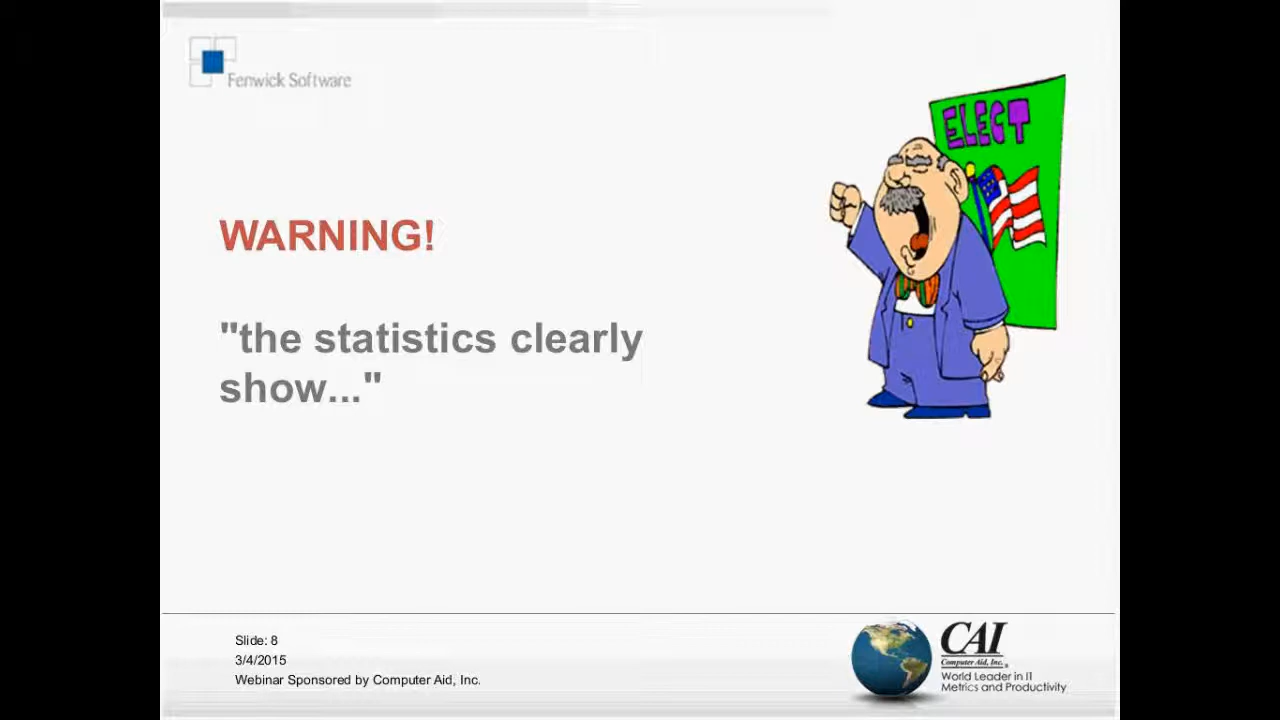 Fenwick Software
ELECT
WARNING!
"the statistics clearly
show..."
Slide: 8
3/4/2015
Webinar Sponsored by Computer Aid, Inc.
CAI
Computer Aid, Inc.
World Leader in IT
Metrics and Productivity